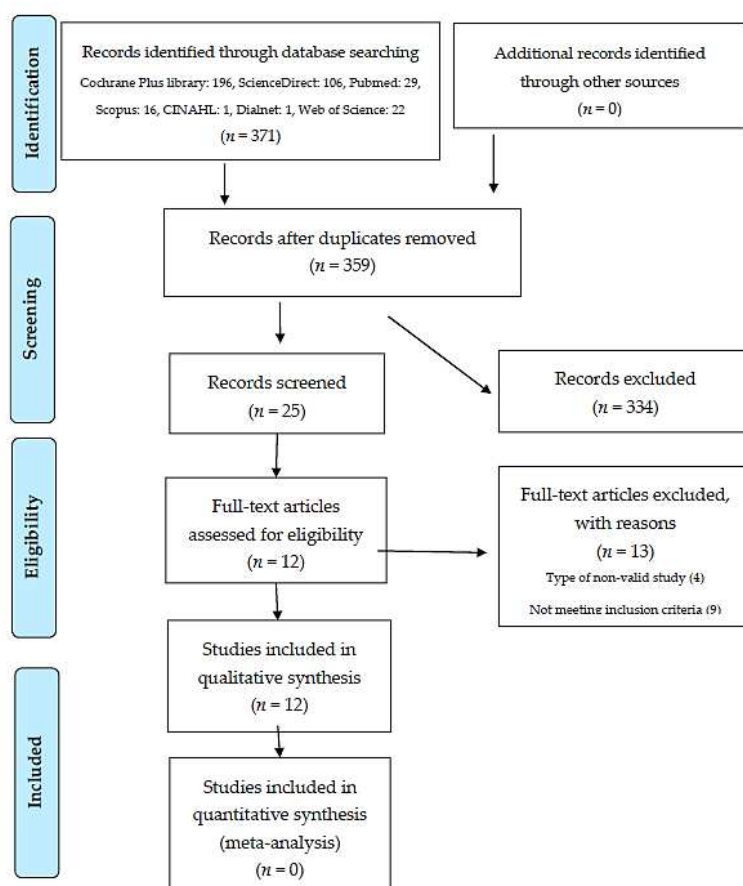 Identification
Records identified through database searching
Cochrane Plus library: 196, ScienceDirect: 106, Pubmed: 29,
Scopus: 16, CINAHL: 1, Dialnet: 1, Web of Science: 22
(n = 371)
Additional records identified
through other sources
(n = 0)
Screening
Records after duplicates removed
(n = 359)
Records screened
(n = 25)
Records excluded
(n = 334)
Eligibility
Full-text articles
assessed for eligibility
(n = 12)
Full-text articles excluded,
with reasons
(n = 13)
Type of non-valid study (4)
Not meeting inclusion criteria (9)
Studies included in
qualitative synthesis
(n = 12)
Included
Studies included in
quantitative synthesis
(meta-analysis)
(n = 0)